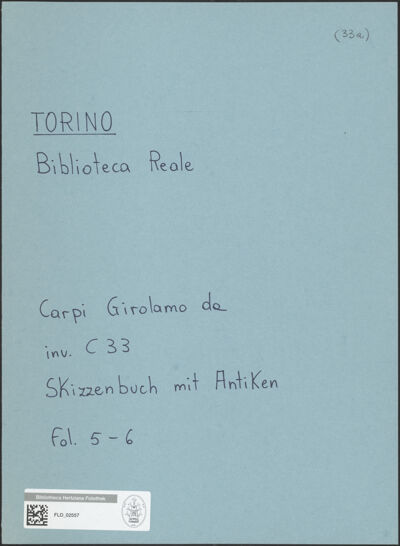 (33a)
TORINO
Biblioteca Reale
Carpi Girolamo da
inv. C 33
Skizzenbuch mit Antiken
Fol. 5 - 6
Bibliotheca Hertziana Fotothek
FLD_02557